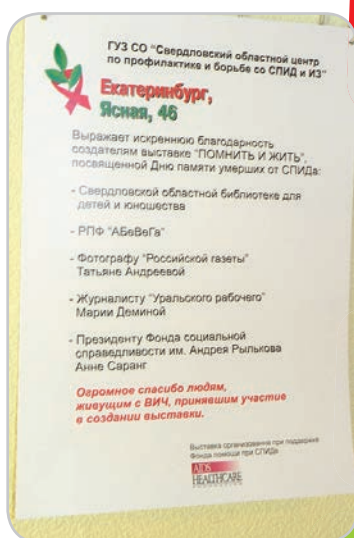 ГУЗ СО "Свердловский областной центр
по профилактике и борьбе со СПИД и ИЗ"
Екатеринбург,
Ясная, 46
Выражает искреннюю благодарность
создателям выставке "ПОМНИТЬ И ЖИТЬ",
посвященной Дню памяти умерших от СПИДа:
- Свердловской областной библиотеке для
детей и юношества
- РПФ "АБеВеГа"
- Фотографу "Российской газеты"
Татьяне Андреевой
- Журналисту "Уральского рабочего"
Марии Деминой
- Президенту Фонда социальной
справедливости им. Андрея Рылькова
Анне Саранг
Огромное спасибо людям,
живущим с ВИЧ, принявшим участие
в создании выставки.
Выставка организована при поддержке
Фонда помощи при СПИДе
AIDS
HEALTHCARE